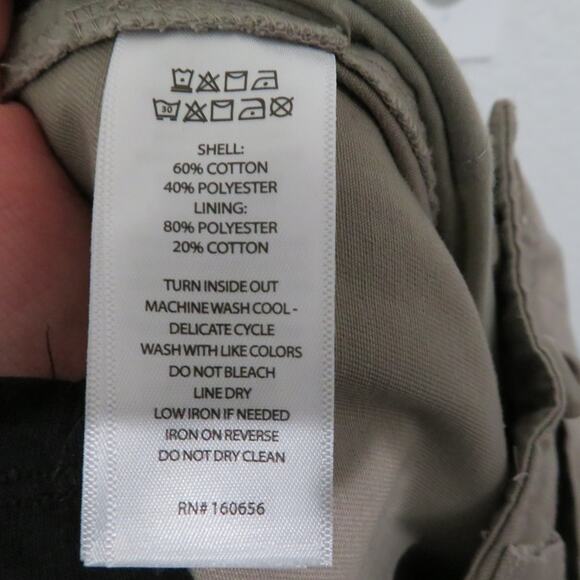 30
SHELL:
60% COTTON
40% POLYESTER
LINING:
80% POLYESTER
20% COTTON
TURN INSIDE OUT
MACHINE WASH COOL -
DELICATE CYCLE
WASH WITH LIKE COLORS
DO NOT BLEACH
LINE DRY
LOW IRON IF NEEDED
IRON ON REVERSE
DO NOT DRY CLEAN
RN# 160656